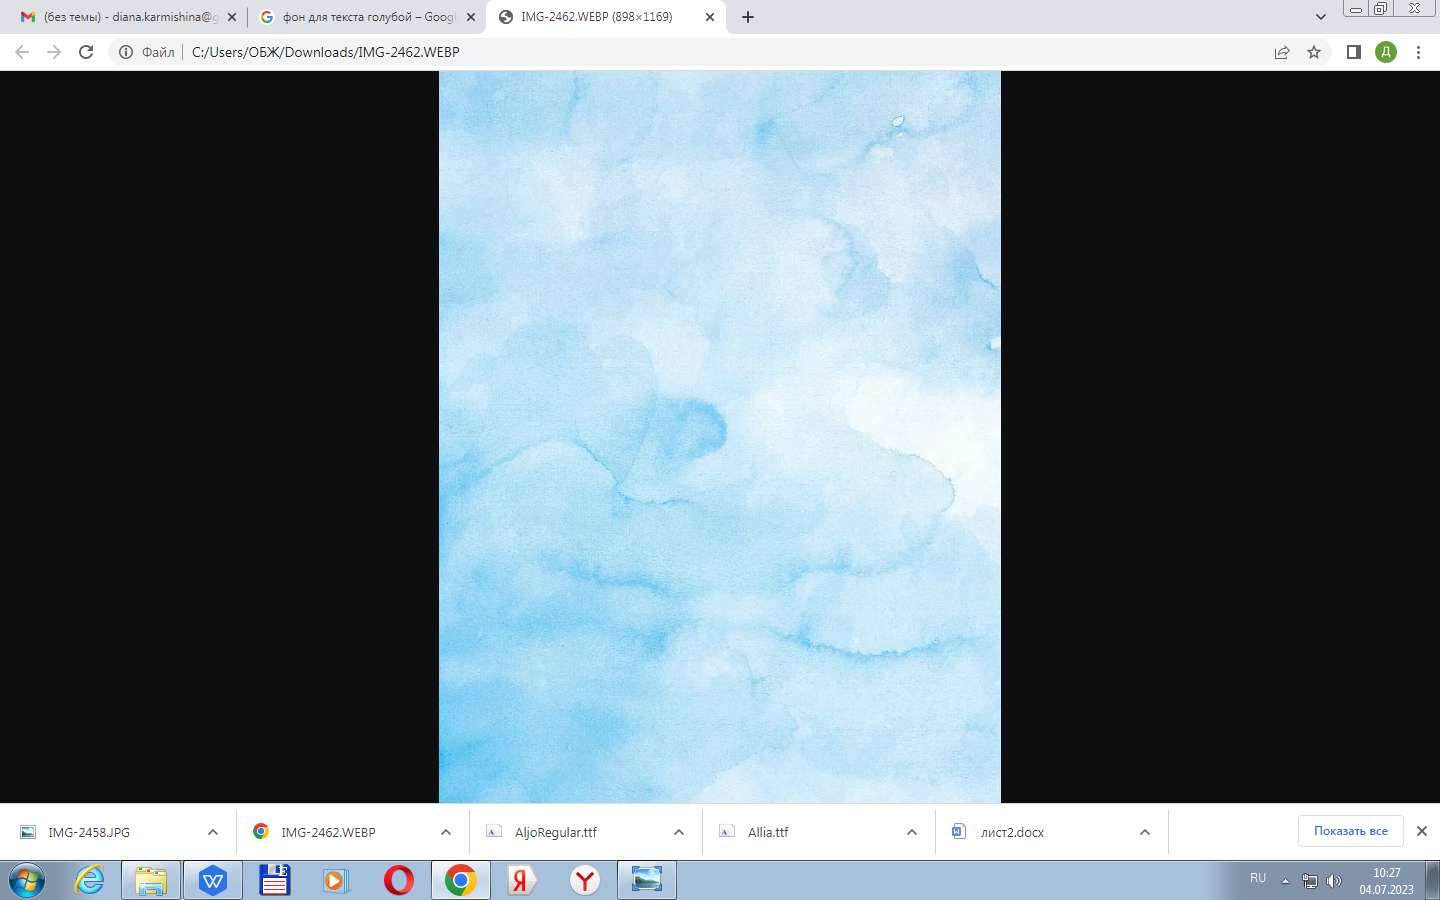 (без темы) - diana.karmishina@g
фон для текста голубой – Googl
IMG-2462.WEBP (898×1169)
Файл
C:/Users/ОБЖ/Downloads/IMG-2462.WEBP
Д
IMG-2458.JPG
IMG-2462.WEBP
AljoRegular.ttf
Allia.ttf
лист2.docx
Показать все
RU
10:27
04.07.2023